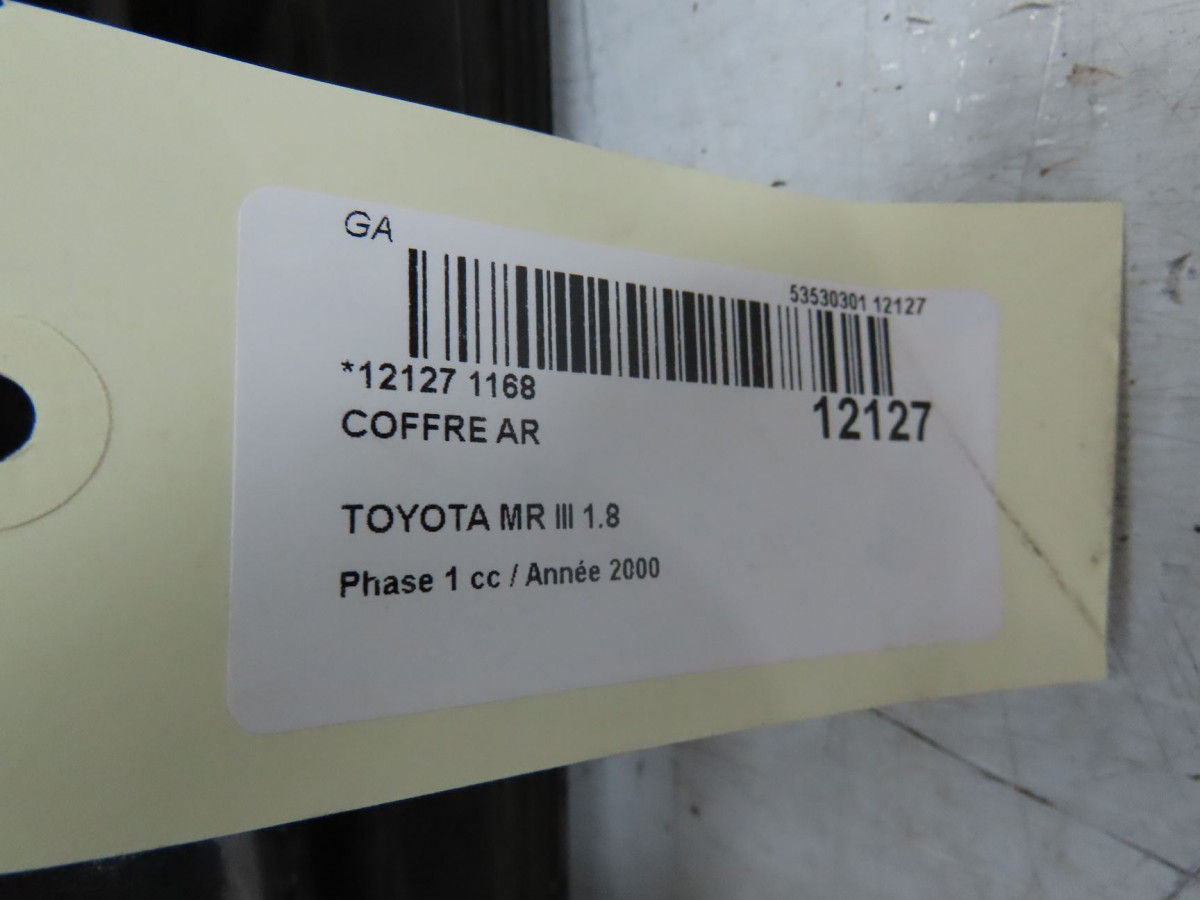 GA
53530301 12127
*12127 1168
12127
COFFRE AR
TOYOTA MR III 1.8
Phase 1 cc / Année 2000